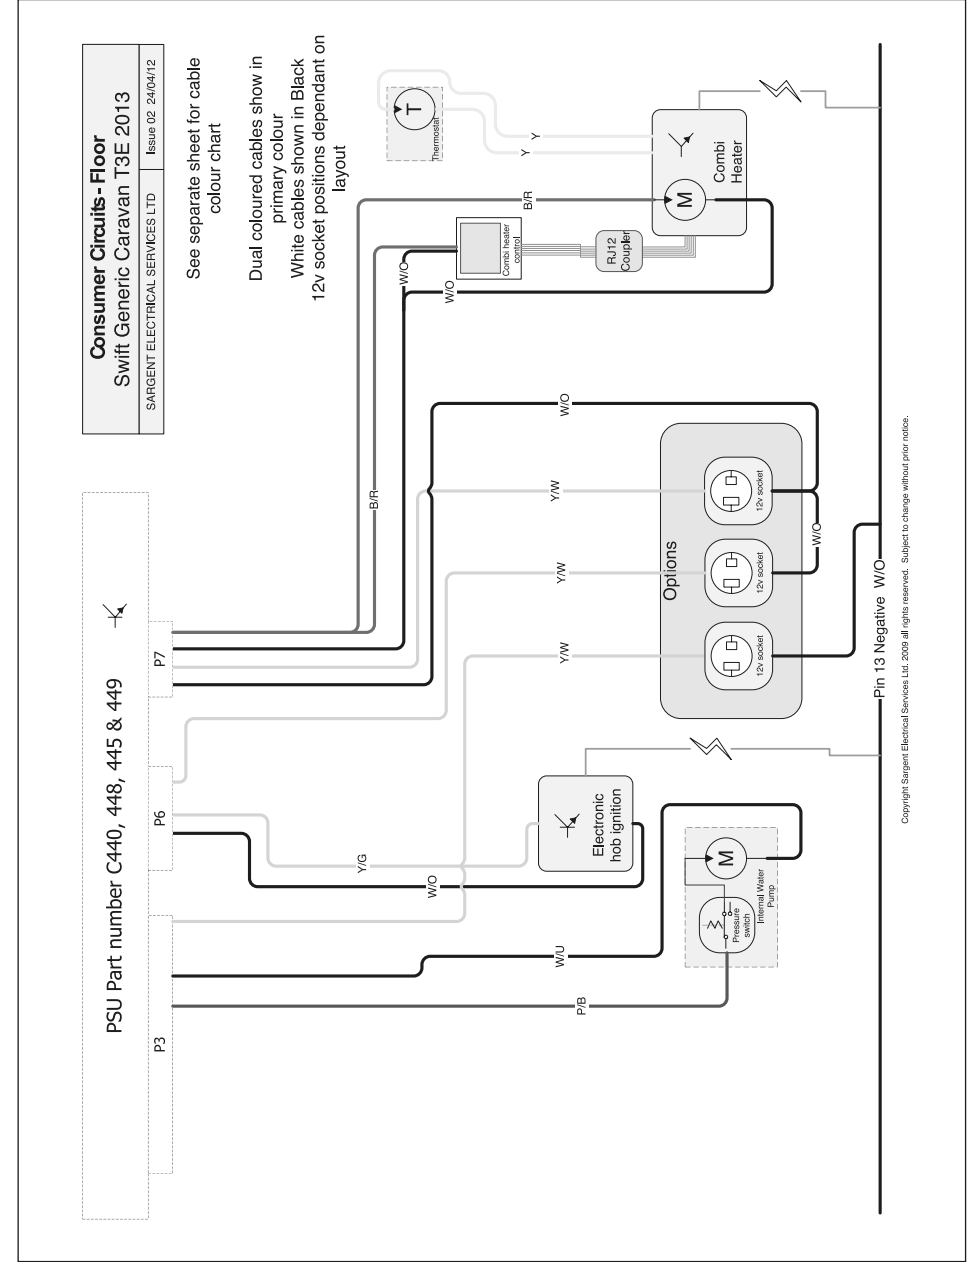 Consumer Circuits - Floor
Swift Generic Caravan T3E 2013
SARGENT ELECTRICAL SERVICES LTD
Issue 02 24/04/12
See separate sheet for cable
colour chart
Dual coloured cables show in
primary colour
White cables shown in Black
12v socket positions dependant on
layout
PSU Part number C440, 448, 445 & 449
P3
P6
P7
T
Thermostat
Y
Y
B/R
B/R
W/O
W/O
Combi heater
control
RJ12
Coupler
M
Combi
Heater
W/O
Y/W
Y/W
Y/W
Options
12v socket
12v socket
12v socket
W/O
Y/G
W/O
Electronic
hob ignition
W/U
P/B
M
Pressure
switch
Internal Water
Pump
Pin 13 Negative W/O
Copyright Sargent Electrical Services Ltd. 2009 all rights reserved. Subject to change without prior notice.